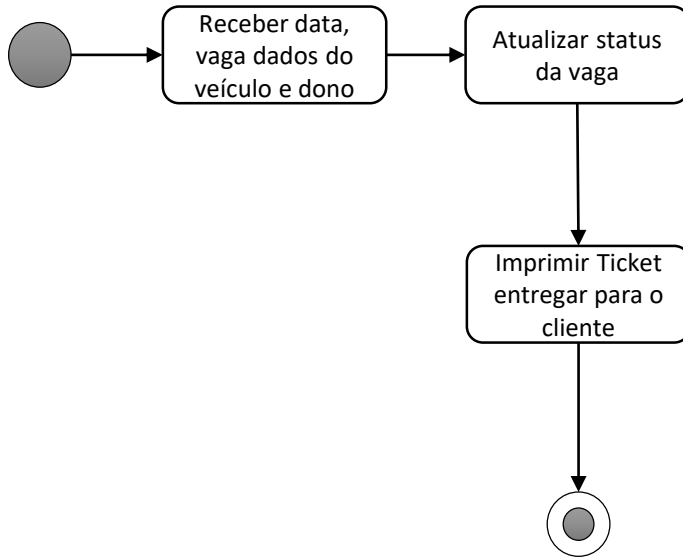 Receber data,
vaga dados do
veículo e dono
Atualizar status
da vaga
Imprimir Ticket
entregar para o
cliente